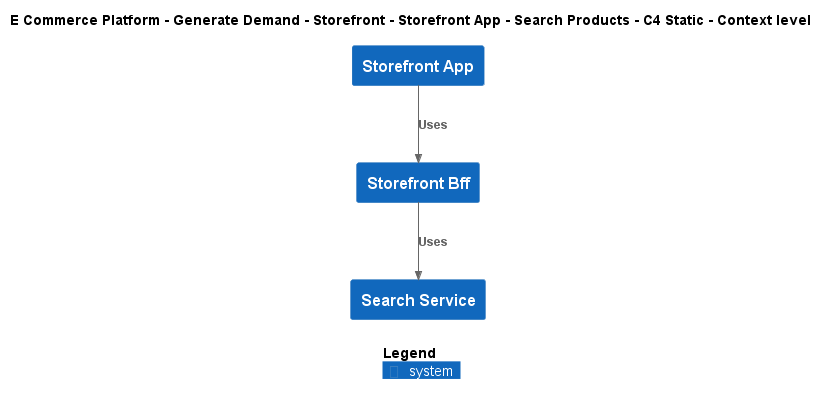 E Commerce Platform - Generate Demand - Storefront - Storefront App - Search Products - C4 Static - Context level
Storefront App
Uses
Storefront Bff
Uses
Search Service
Legend
system